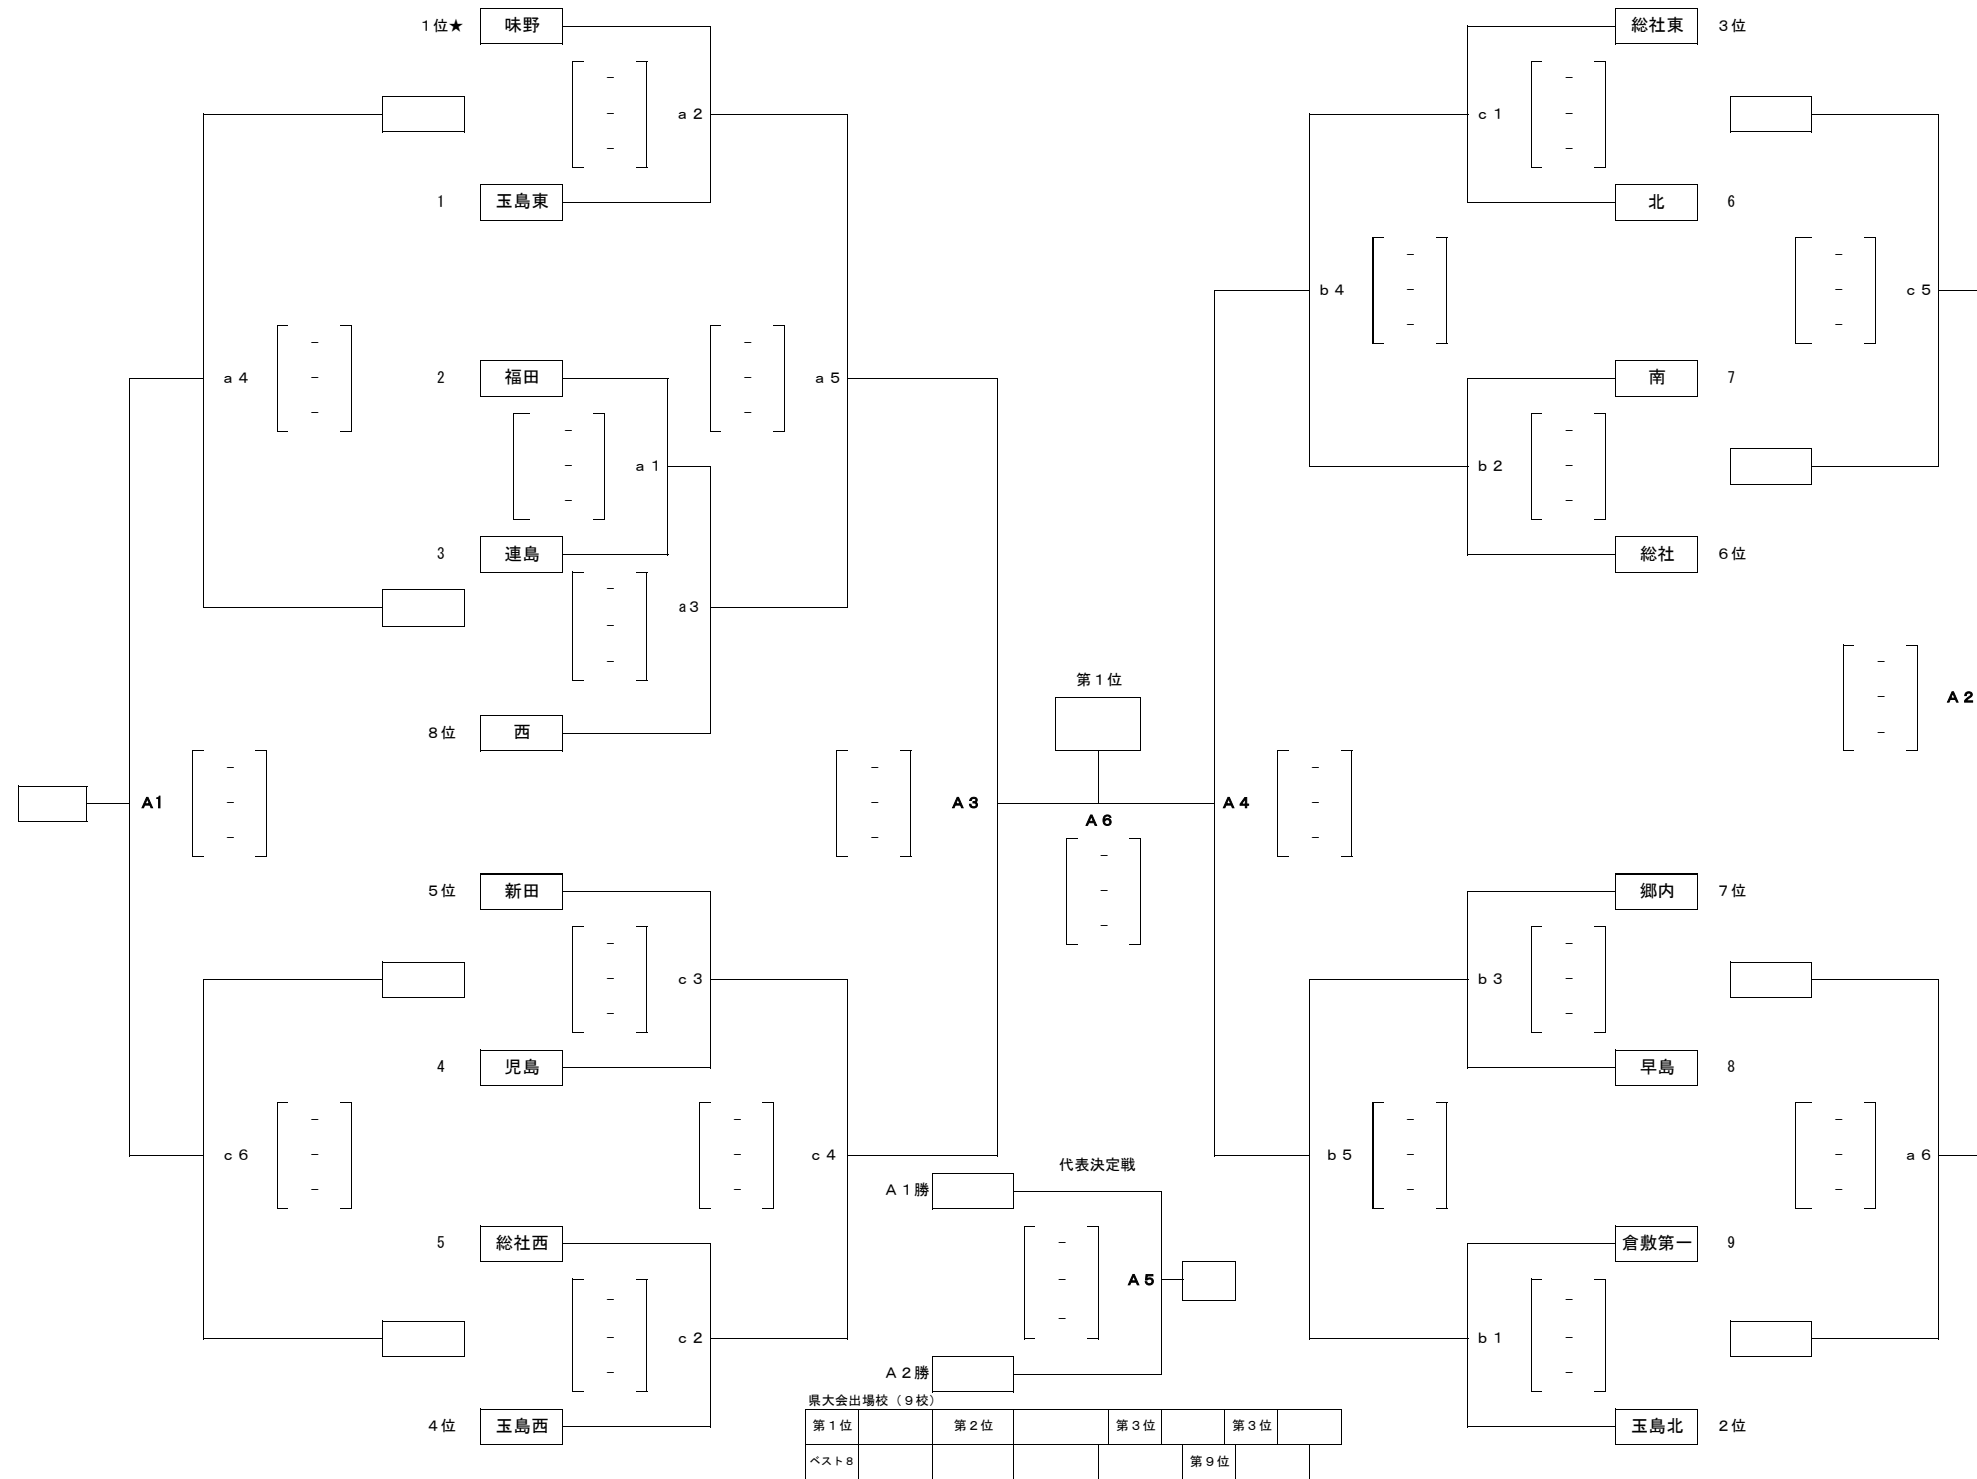 １位★ 味野
総社東 ３位
－
－
－
ａ２
ｃ１
－
－
－
1 玉島東
北 6
ｂ４
－
－
－
－
－
－
ｃ５
ａ４
－
－
－
2 福田
－
－
－
ａ５
南 7
－
－
－
ａ１
ｂ２
－
－
－
3 連島
総社 ６位
－
－
－
a３
第１位
－
－
－
Ａ２
８位 西
Ａ1
－
－
－
－
－
－
Ａ３
Ａ６
－
－
－
Ａ４
－
－
－
５位 新田
郷内 ７位
－
－
－
ｃ３
ｂ３
－
－
－
4 児島
早島 8
ｃ６
－
－
－
－
－
－
ｃ４
ｂ５
－
－
－
－
－
－
ａ６
代表決定戦
Ａ１勝
－
－
－
Ａ５
Ａ２勝
5 総社西
倉敷第一 9
－
－
－
ｃ２
ｂ１
－
－
－
４位 玉島西
玉島北 ２位
県大会出場校（９校）
第１位 第２位 第３位 第３位
ベスト８ 第９位